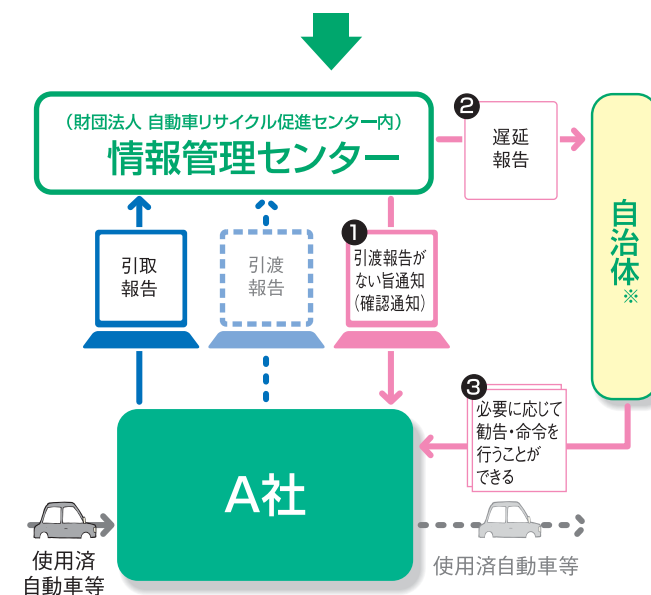 （財団法人 自動車リサイクル促進センター内）
情報管理センター
❷
遅延
報告
自治体※
引取
報告
引渡
報告
❶
引渡報告が
ない旨通知
（確認通知）
❸
必要に応じて
勧告・命令を
行うことが
できる
A社
使用済
自動車等
使用済自動車等